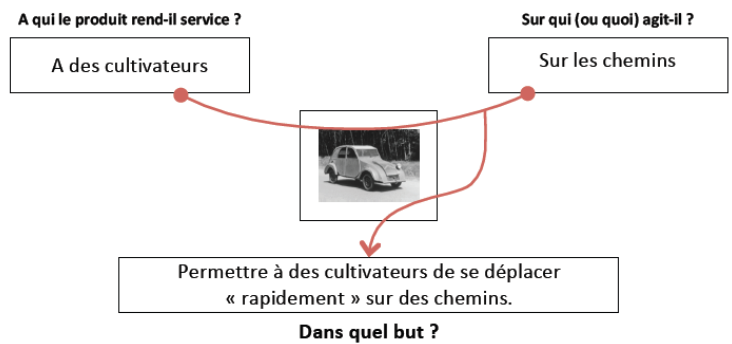 A qui le produit rend-il service ?
Sur qui (ou quoi) agit-il ?
A des cultivateurs
Sur les chemins
Permettre à des cultivateurs de se déplacer
« rapidement » sur des chemins.
Dans quel but ?